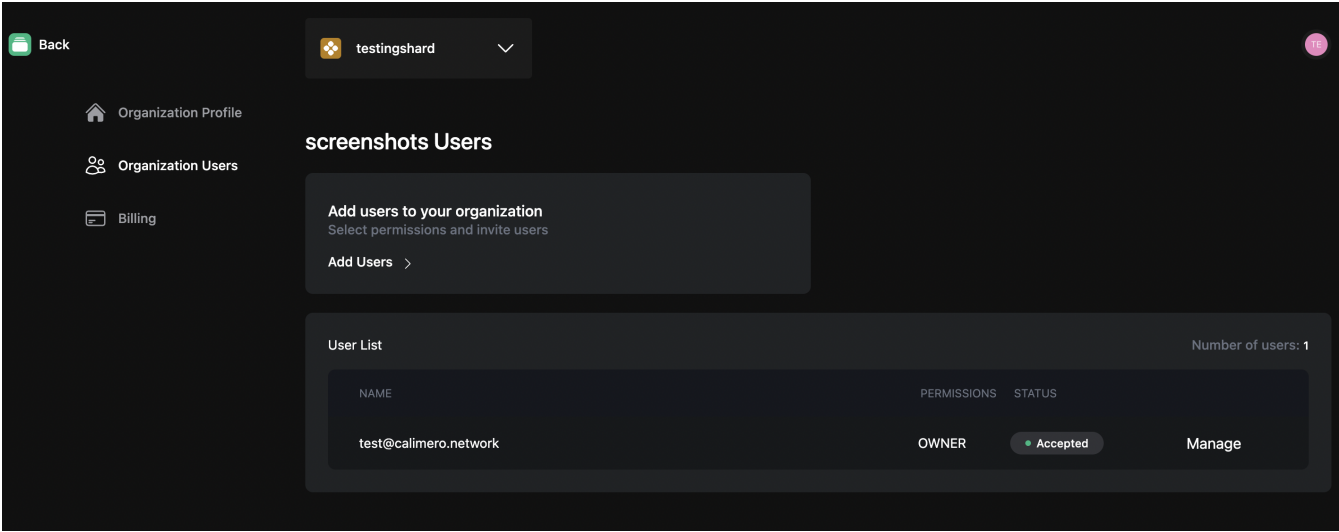 Back
testingshard
TE
Organization Profile
Organization Users
Billing
screenshots Users
Add users to your organization
Select permissions and invite users
Add Users
User List
Number of users: 1
NAME PERMISSIONS STATUS
test@calimero.network OWNER Accepted Manage